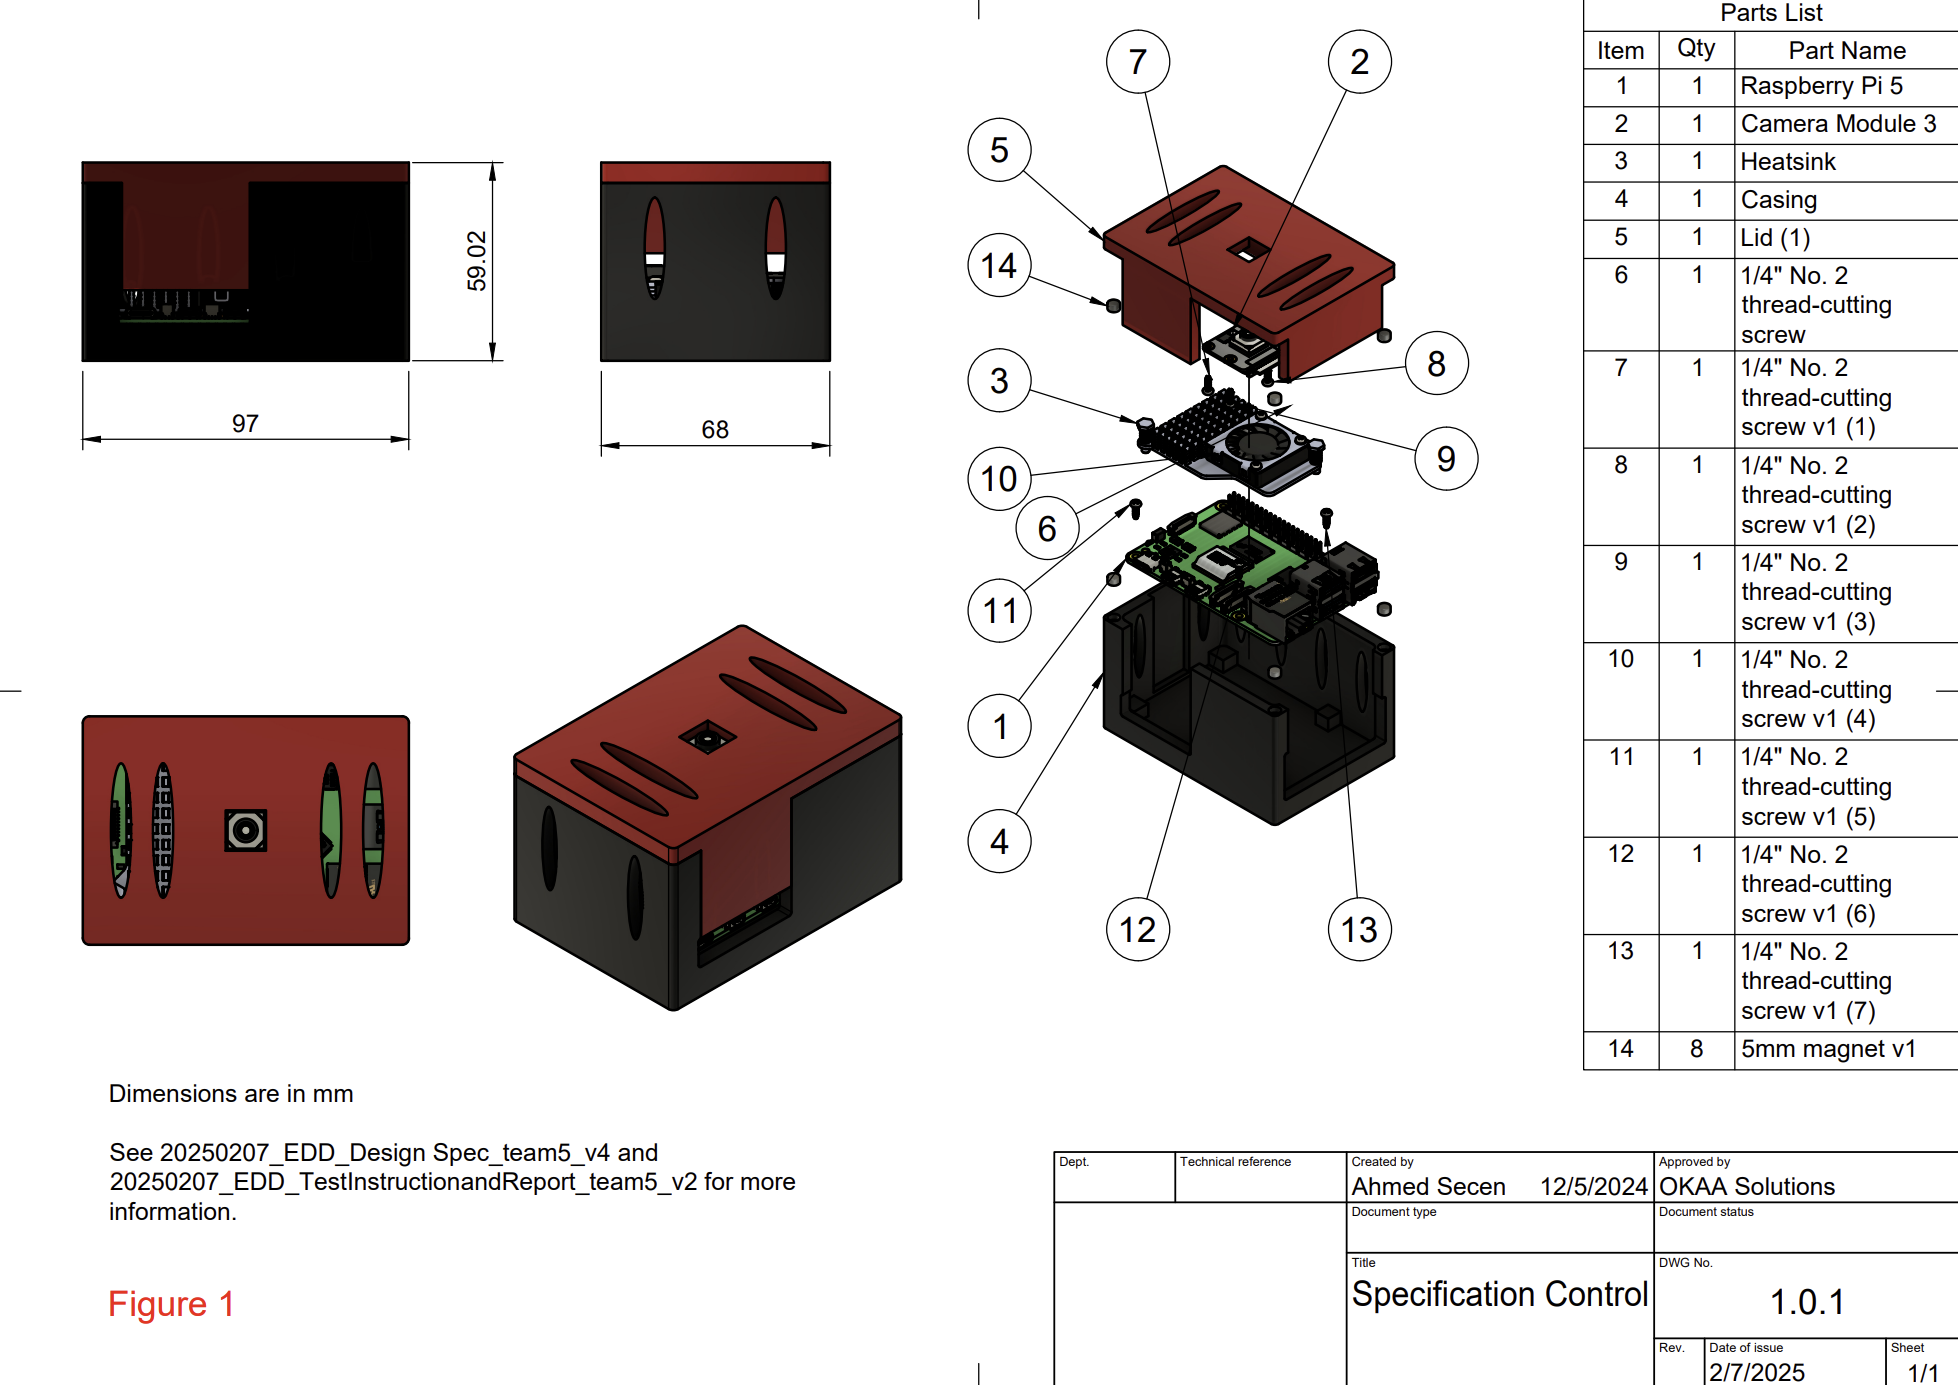 59.02
97
68
Dimensions are in mm
See 20250207_EDD_Design Spec_team5_v4 and
20250207_EDD_TestInstructionandReport_team5_v2 for more
information.
Figure 1
7
2
5
14
3
8
10
9
6
11
1
4
12
13
Parts List
Item Qty Part Name
1 1 Raspberry Pi 5
2 1 Camera Module 3
3 1 Heatsink
4 1 Casing
5 1 Lid (1)
6 1 1/4" No. 2
thread-cutting
screw
7 1 1/4" No. 2
thread-cutting
screw v1 (1)
8 1 1/4" No. 2
thread-cutting
screw v1 (2)
9 1 1/4" No. 2
thread-cutting
screw v1 (3)
10 1 1/4" No. 2
thread-cutting
screw v1 (4)
11 1 1/4" No. 2
thread-cutting
screw v1 (5)
12 1 1/4" No. 2
thread-cutting
screw v1 (6)
13 1 1/4" No. 2
thread-cutting
screw v1 (7)
14 8 5mm magnet v1
Dept. Technical reference Created by Approved by
Ahmed Secen 12/5/2024 OKAA Solutions
Document type Document status
Title DWG No.
Specification Control 1.0.1
Rev. Date of issue Sheet
2/7/2025 1/1